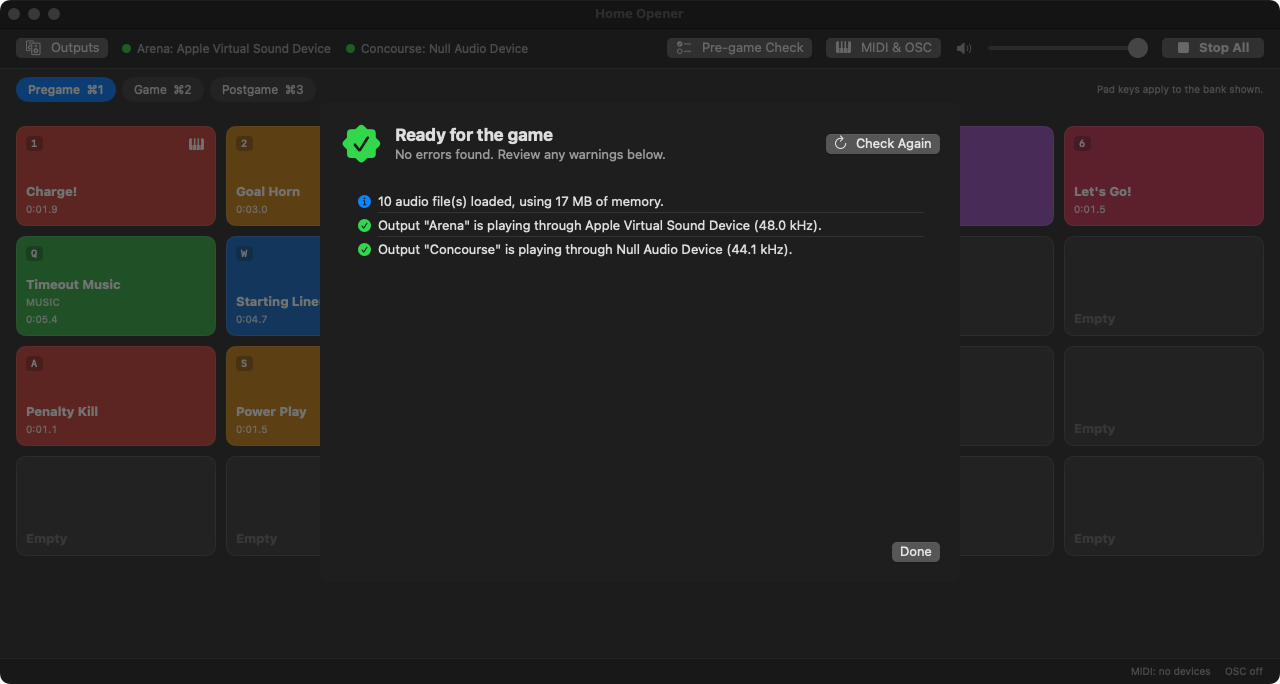 Home Opener
Outputs
Arena: Apple Virtual Sound Device
Concourse: Null Audio Device
Pre-game Check
MIDI & OSC
Stop All
Pregame ⌘1
Game ⌘2
Postgame ⌘3
Pad keys apply to the bank shown.
Ready for the game
No errors found. Review any warnings below.
Check Again
10 audio file(s) loaded, using 17 MB of memory.
Output "Arena" is playing through Apple Virtual Sound Device (48.0 kHz).
Output "Concourse" is playing through Null Audio Device (44.1 kHz).
Done
1
Charge!
0:01.9
2
Goal Horn
0:03.0
6
Let's Go!
0:01.5
Q
Timeout Music
MUSIC
0:05.4
W
Starting Line
0:04.7
Empty
A
Penalty Kill
0:01.1
S
Power Play
0:01.5
Empty
Empty
Empty
Empty
MIDI: no devices
OSC off